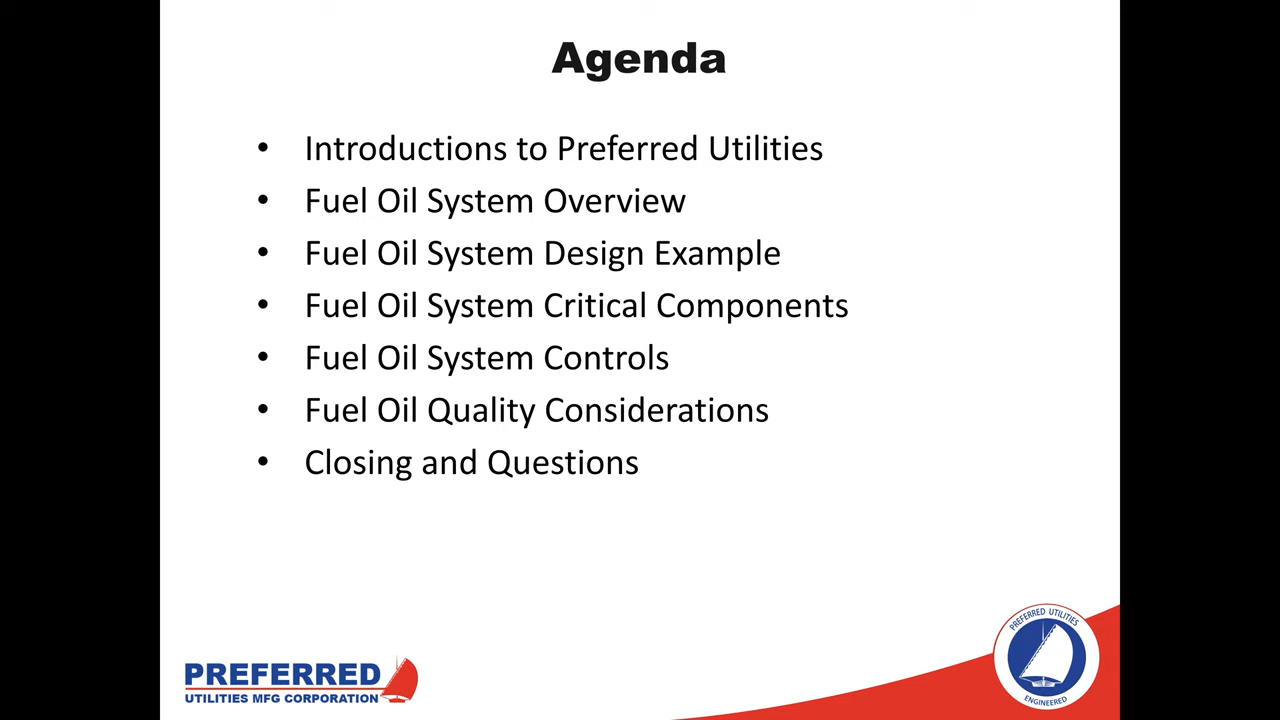 Agenda
• Introductions to Preferred Utilities
• Fuel Oil System Overview
• Fuel Oil System Design Example
• Fuel Oil System Critical Components
• Fuel Oil System Controls
• Fuel Oil Quality Considerations
• Closing and Questions
PREFERRED
UTILITIES MFG CORPORATION
PREFERRED UTILITIES
ENGINEERED